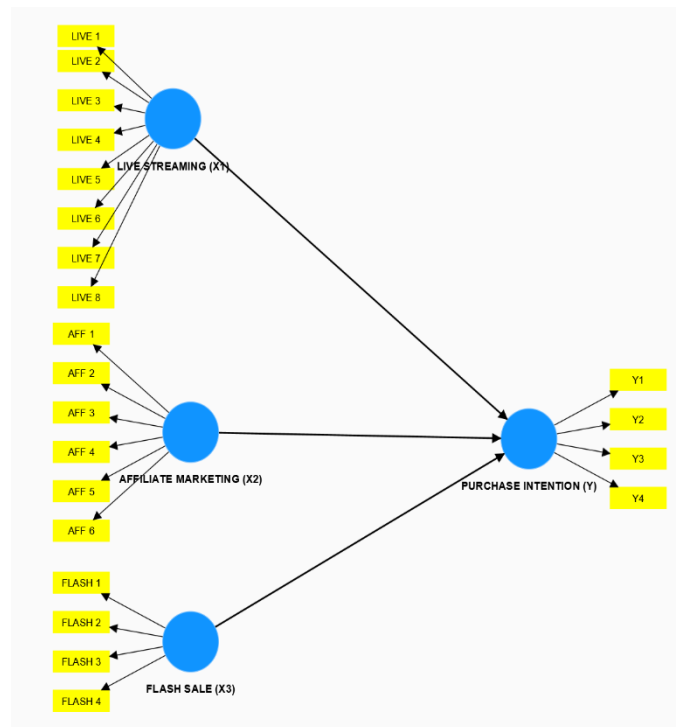 LIVE 1
LIVE 2
LIVE 3
LIVE 4
LIVE STREAMING (X1)
LIVE 5
LIVE 6
LIVE 7
LIVE 8
AFF 1
AFF 2
AFF 3
AFF 4
AFFILIATE MARKETING (X2)
AFF 5
AFF 6
Y1
Y2
Y3
PURCHASE INTENTION (Y)
Y4
FLASH 1
FLASH 2
FLASH 3
FLASH SALE (X3)
FLASH 4